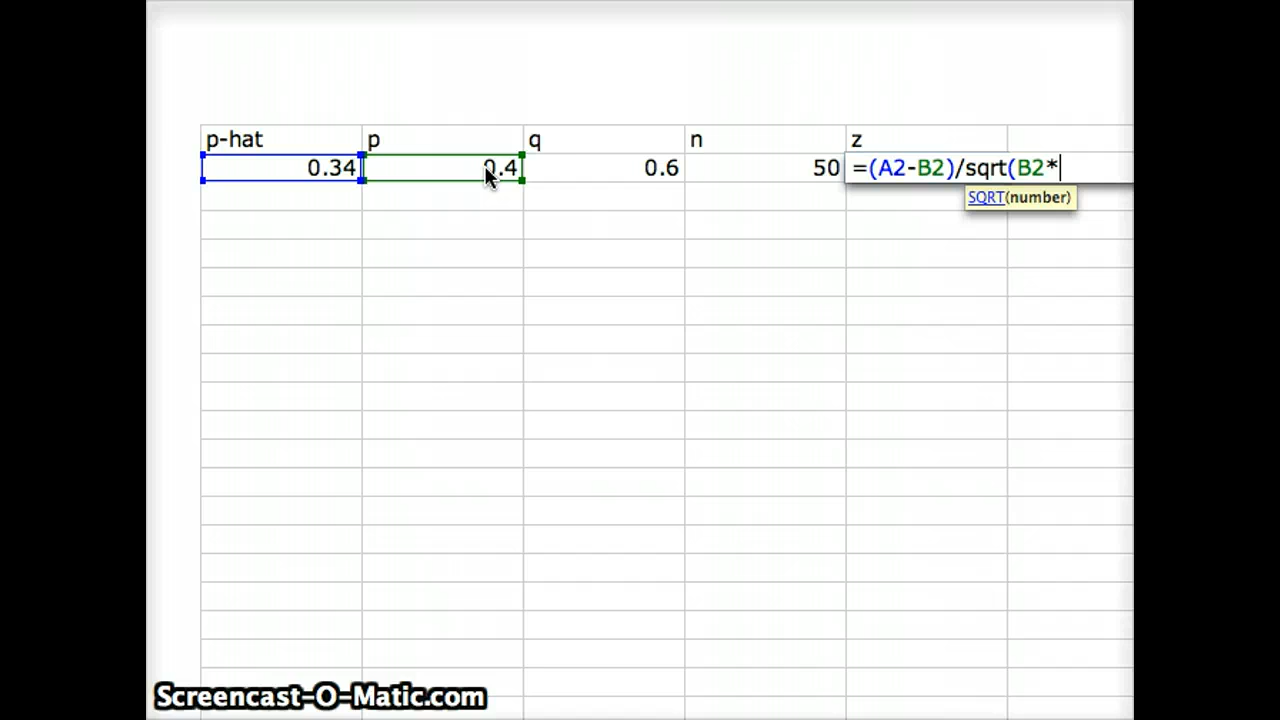 p-hat p q n z
0.34 0.4 0.6 50 =(A2-B2)/sqrt(B2*
SQRT(number)
Screencast-O-Matic.com